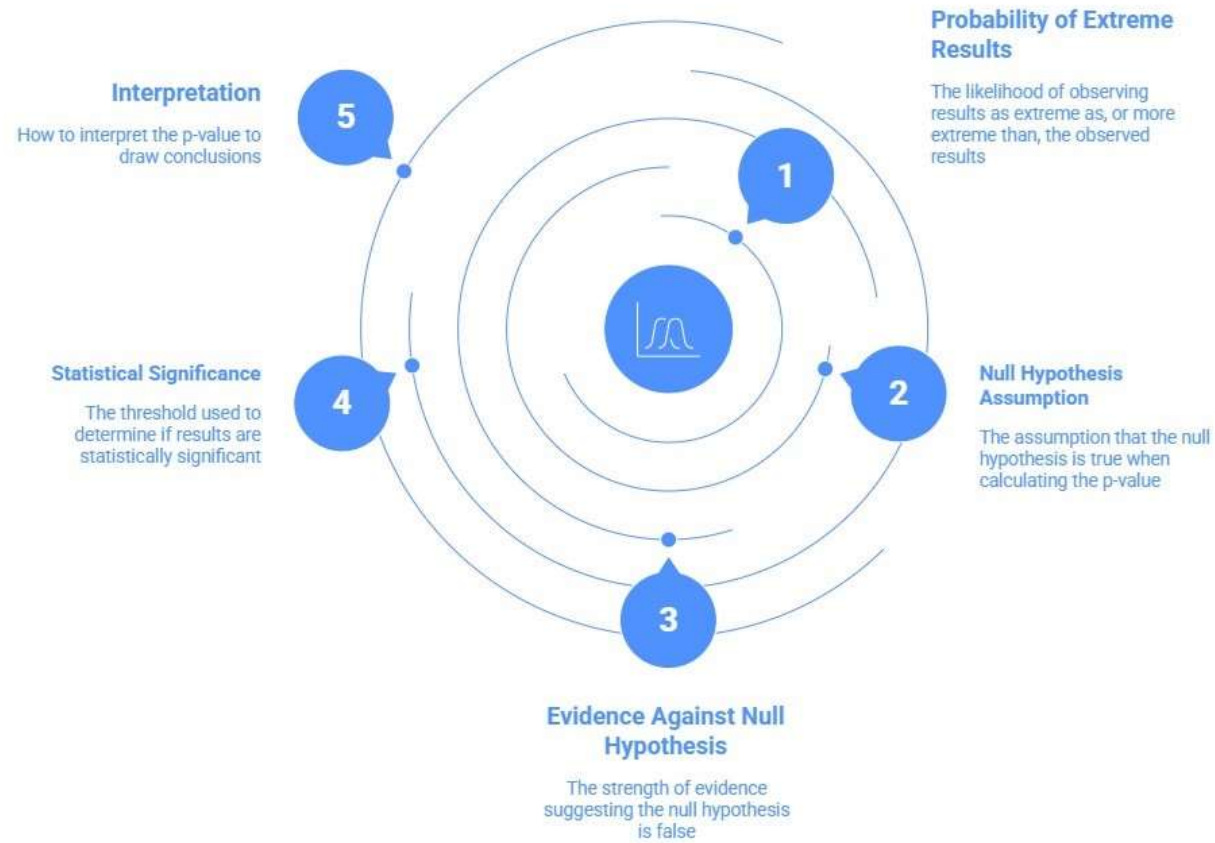 1
Probability of Extreme
Results
The likelihood of observing
results as extreme as, or more
extreme than, the observed
results
2
Null Hypothesis
Assumption
The assumption that the null
hypothesis is true when
calculating the p-value
3
Evidence Against Null
Hypothesis
The strength of evidence
suggesting the null hypothesis
is false
4
Statistical Significance
The threshold used to
determine if results are
statistically significant
5
Interpretation
How to interpret the p-value to
draw conclusions